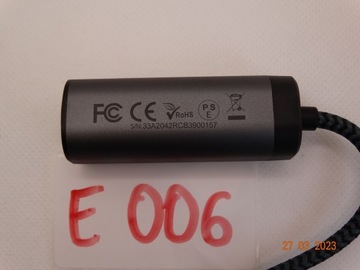 FC CE RoHS PS E
S/N:33A2042RCB3900157
E 006
27 03 2023